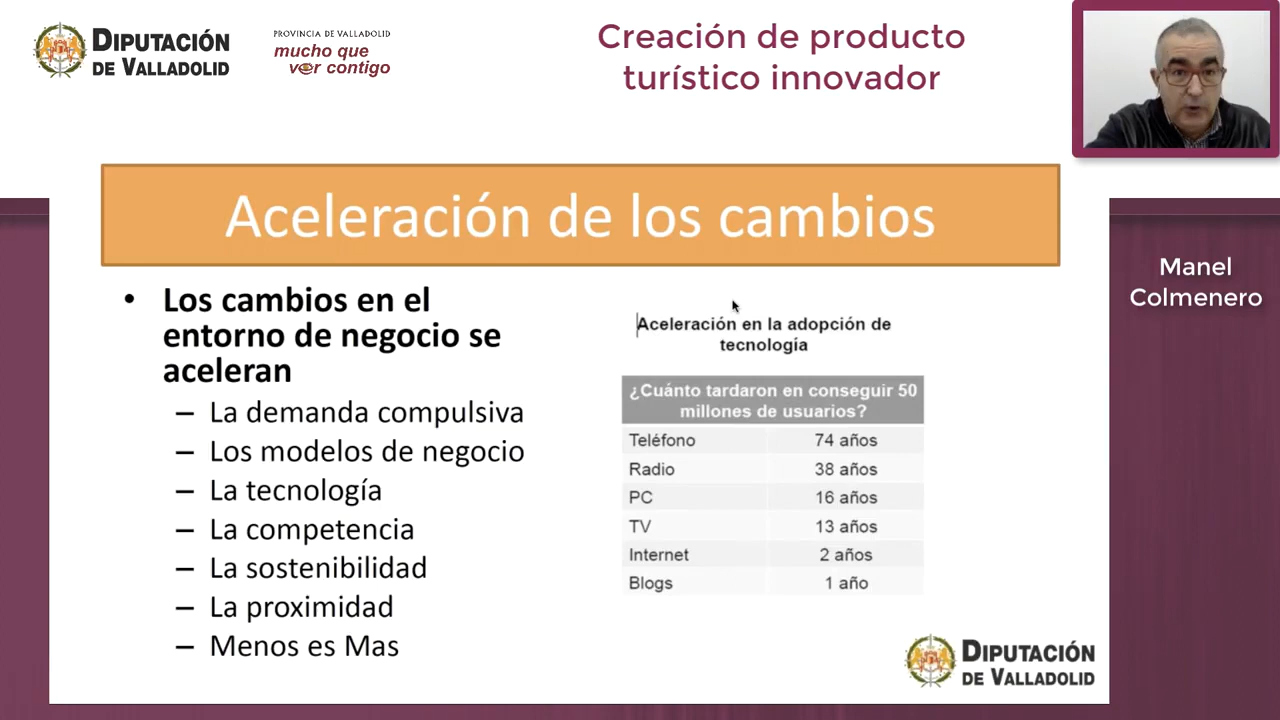 DIPUTACIÓN
DE VALLADOLID
PROVINCIA DE VALLADOLID
mucho que
ver contigo
Creación de producto
turístico innovador
Aceleración de los cambios
• Los cambios en el
entorno de negocio se
aceleran
– La demanda compulsiva
– Los modelos de negocio
– La tecnología
– La competencia
– La sostenibilidad
– La proximidad
– Menos es Mas
Aceleración en la adopción de
tecnología
¿Cuánto tardaron en conseguir 50
millones de usuarios?
Teléfono 74 años
Radio 38 años
PC 16 años
TV 13 años
Internet 2 años
Blogs 1 año
DIPUTACIÓN
DE VALLADOLID
Manel
Colmenero